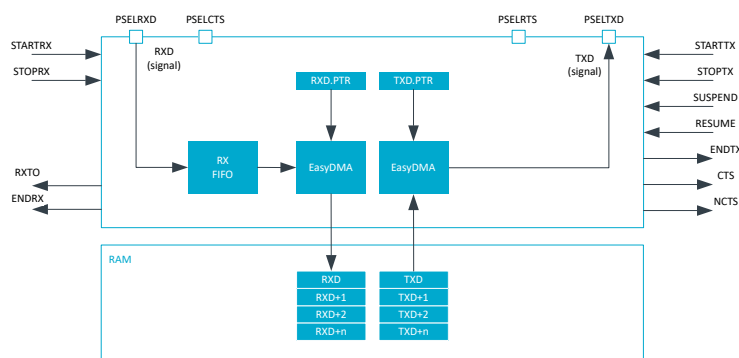 PSELRXD
PSELCTS
PSELRTS
PSELTXD
STARTRX
STOPRX
RXD
(signal)
TXD
(signal)
STARTTX
STOPTX
SUSPEND
RESUME
RXD.PTR
TXD.PTR
RX
FIFO
EasyDMA
EasyDMA
RXTO
ENDRX
ENDTX
CTS
NCTS
RAM
RXD
RXD+1
RXD+2
RXD+n
TXD
TXD+1
TXD+2
TXD+n